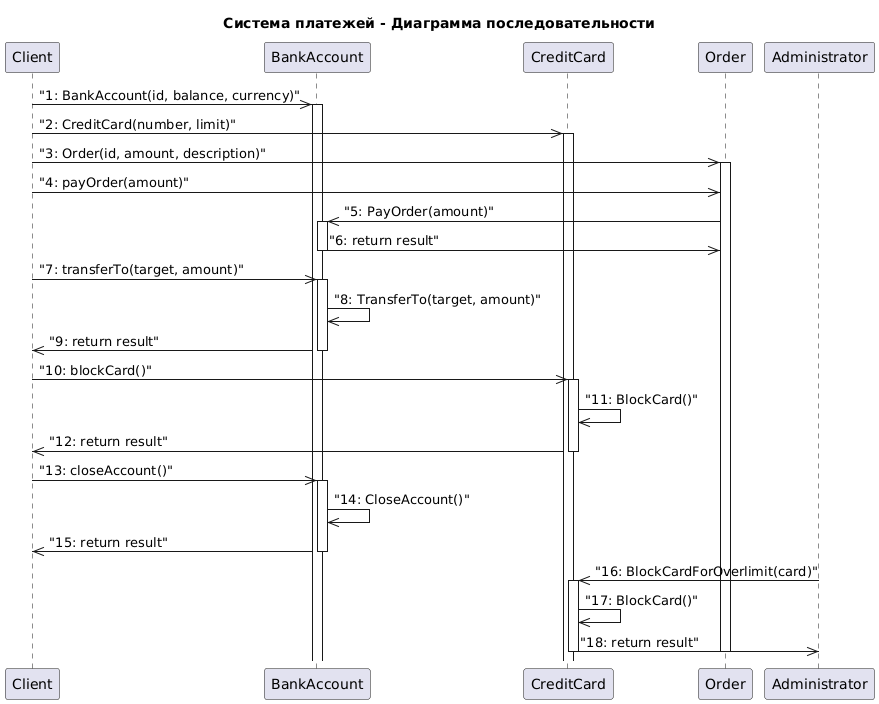 Система платежей - Диаграмма последовательности
Client
BankAccount
CreditCard
Order
Administrator
"1: BankAccount(id, balance, currency)"
"2: CreditCard(number, limit)"
"3: Order(id, amount, description)"
"4: payOrder(amount)"
"5: PayOrder(amount)"
"6: return result"
"7: transferTo(target, amount)"
"8: TransferTo(target, amount)"
"9: return result"
"10: blockCard()"
"11: BlockCard()"
"12: return result"
"13: closeAccount()"
"14: CloseAccount()"
"15: return result"
"16: BlockCardForOverlimit(card)"
"17: BlockCard()"
"18: return result"
Client
BankAccount
CreditCard
Order
Administrator